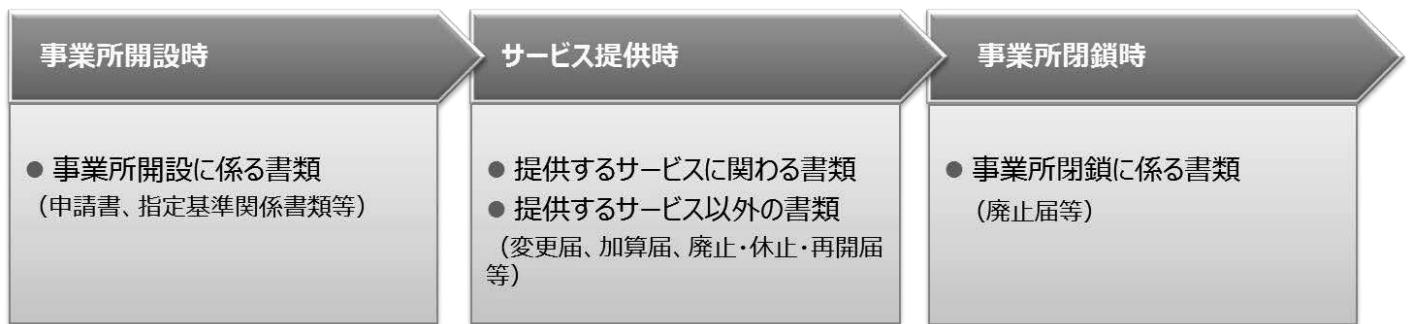 事業所開設時
● 事業所開設に係る書類
（申請書、指定基準関係書類等）
サービス提供時
● 提供するサービスに関わる書類
● 提供するサービス以外の書類
（変更届、加算届、廃止・休止・再開届
等）
事業所閉鎖時
● 事業所閉鎖に係る書類
（廃止届等）